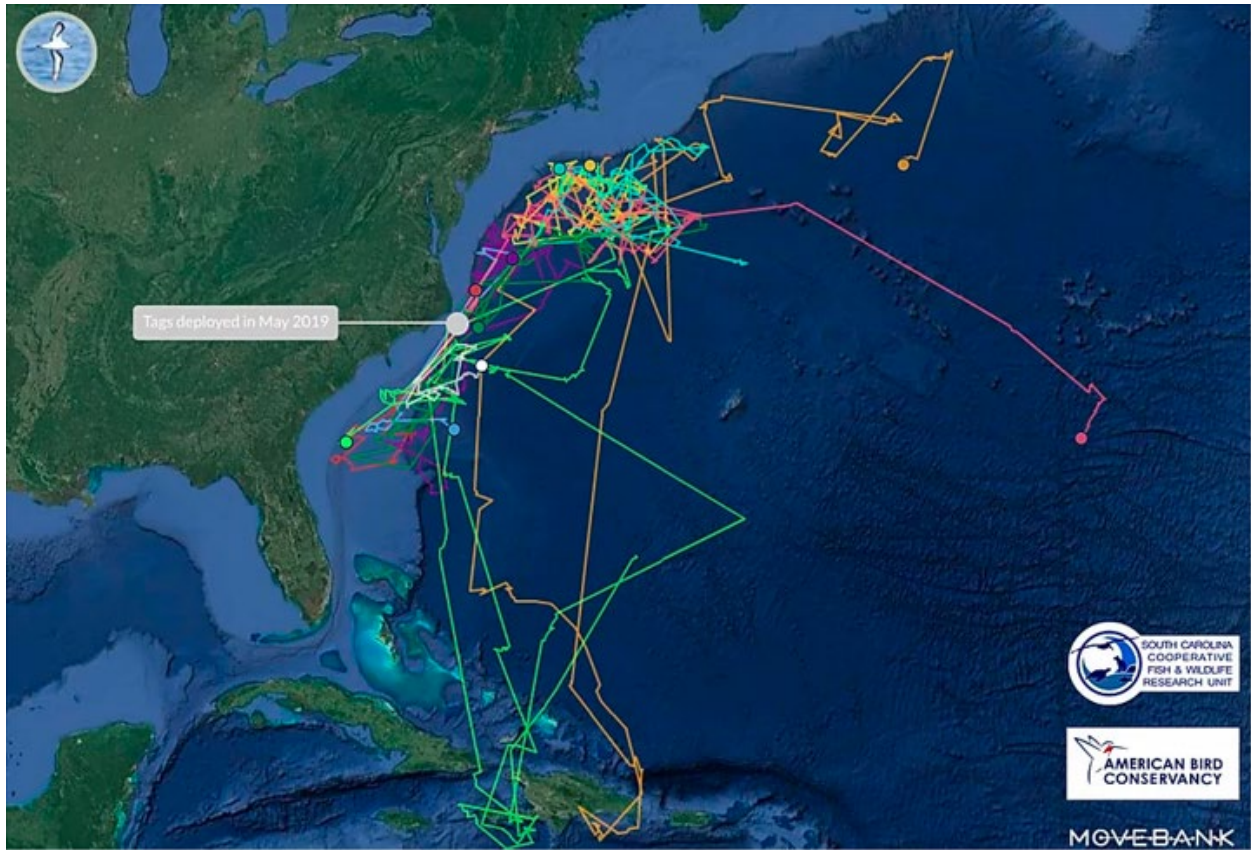 Tags deployed in May 2019
SOUTH CAROLINA
COOPERATIVE
FISH & WILDLIFE
RESEARCH UNIT
AMERICAN BIRD
CONSERVANCY
MOVEBANK